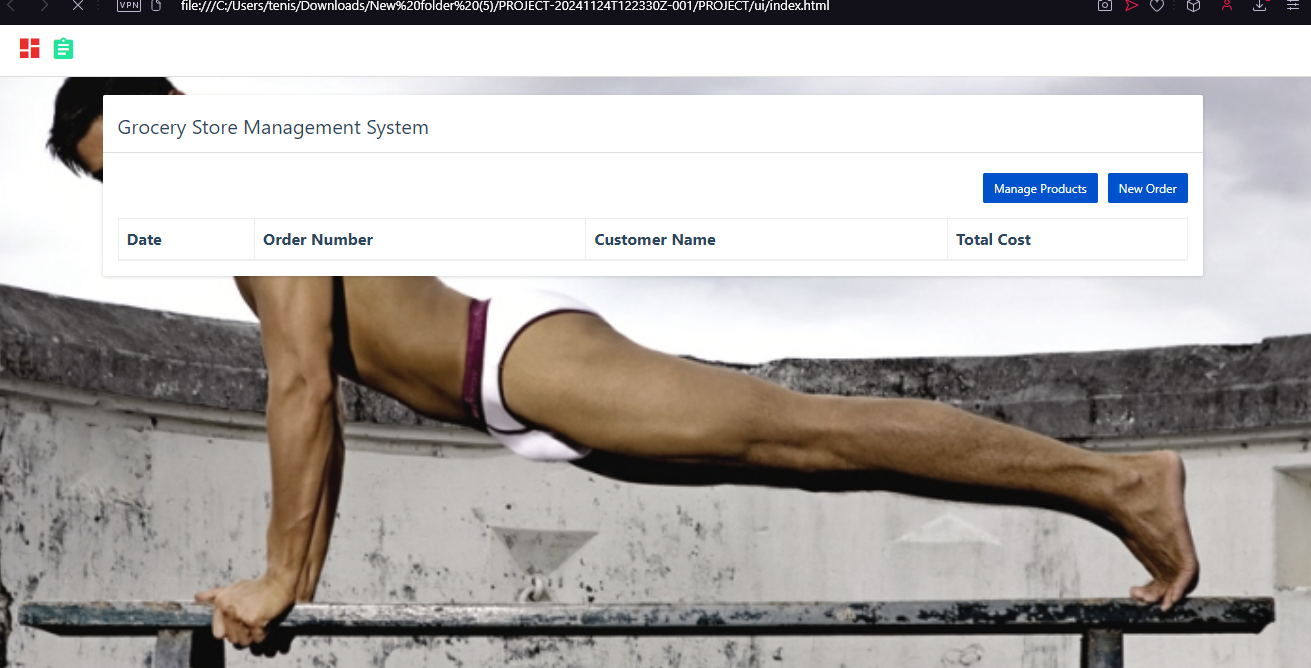 VPN file:///C:/Users/tenis/Downloads/New%20folder%20(5)/PROJECT-20241124T122330Z-001/PROJECT/ui/index.html
Grocery Store Management System
Manage Products New Order
Date Order Number Customer Name Total Cost